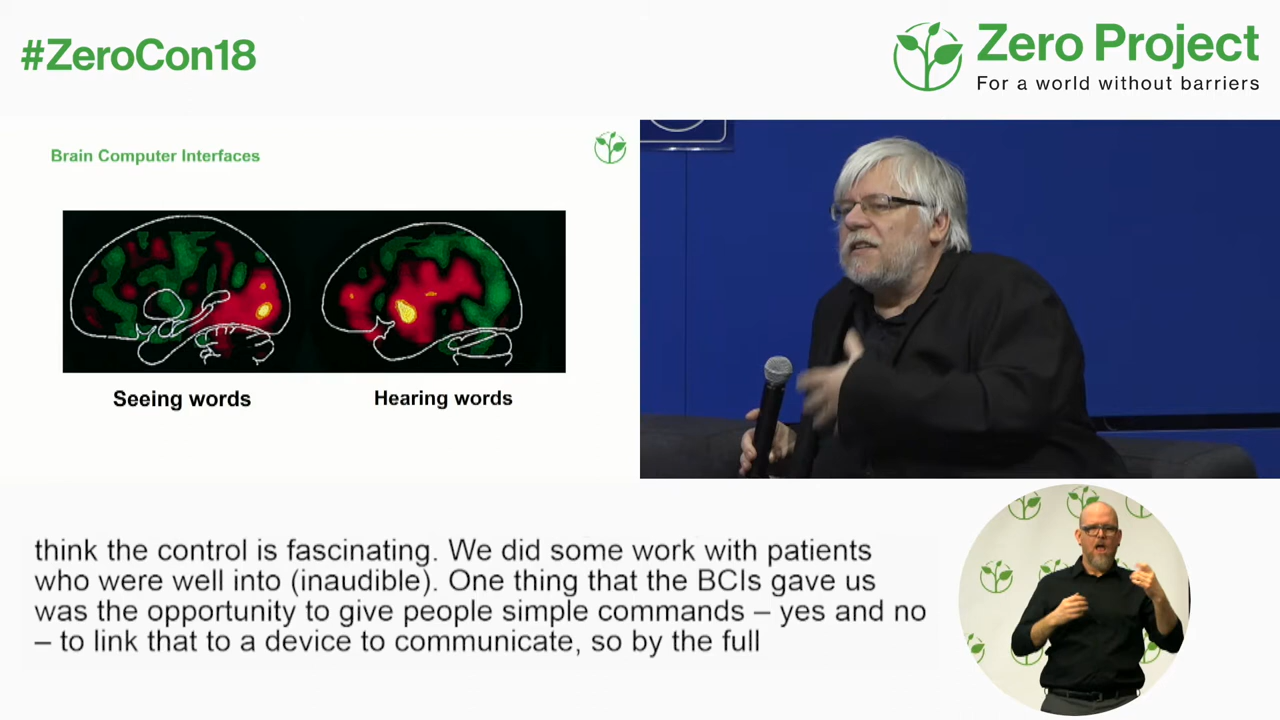 #ZeroCon18
Zero Project
For a world without barriers
Brain Computer Interfaces
Seeing words
Hearing words
think the control is fascinating. We did some work with patients
who were well into (inaudible). One thing that the BCIs gave us
was the opportunity to give people simple commands – yes and no
– to link that to a device to communicate, so by the full